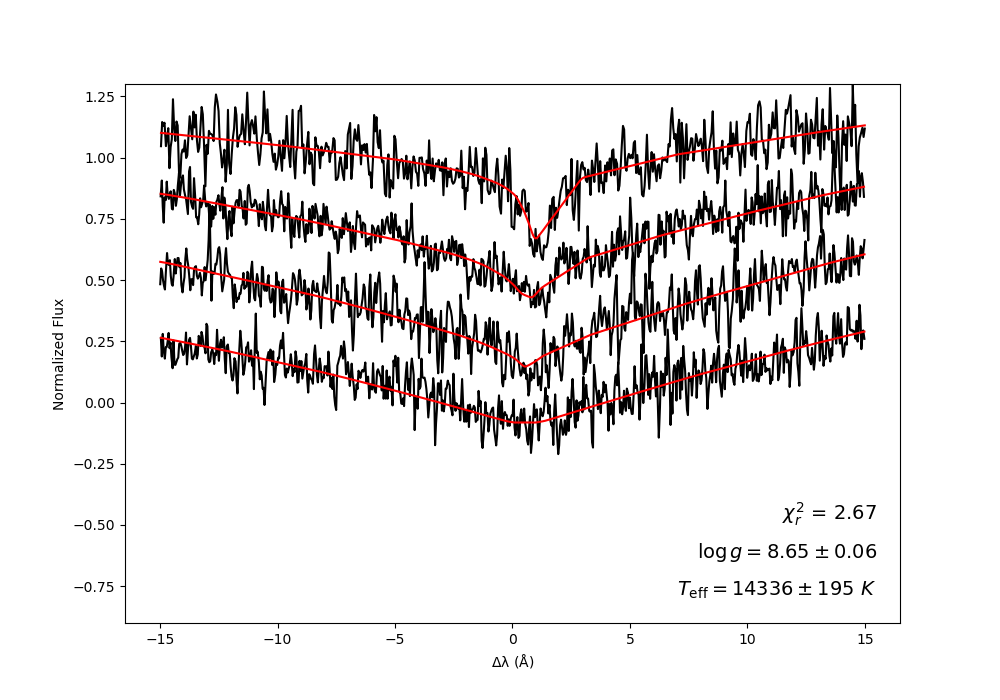 1.25
1.00
0.75
0.50
0.25
0.00
−0.25
−0.50
−0.75
Normalized Flux
χ²ᵣ = 2.67
log g = 8.65 ± 0.06
T_eff = 14336 ± 195 K
−15 −10 −5 0 5 10 15
Δλ (Å)